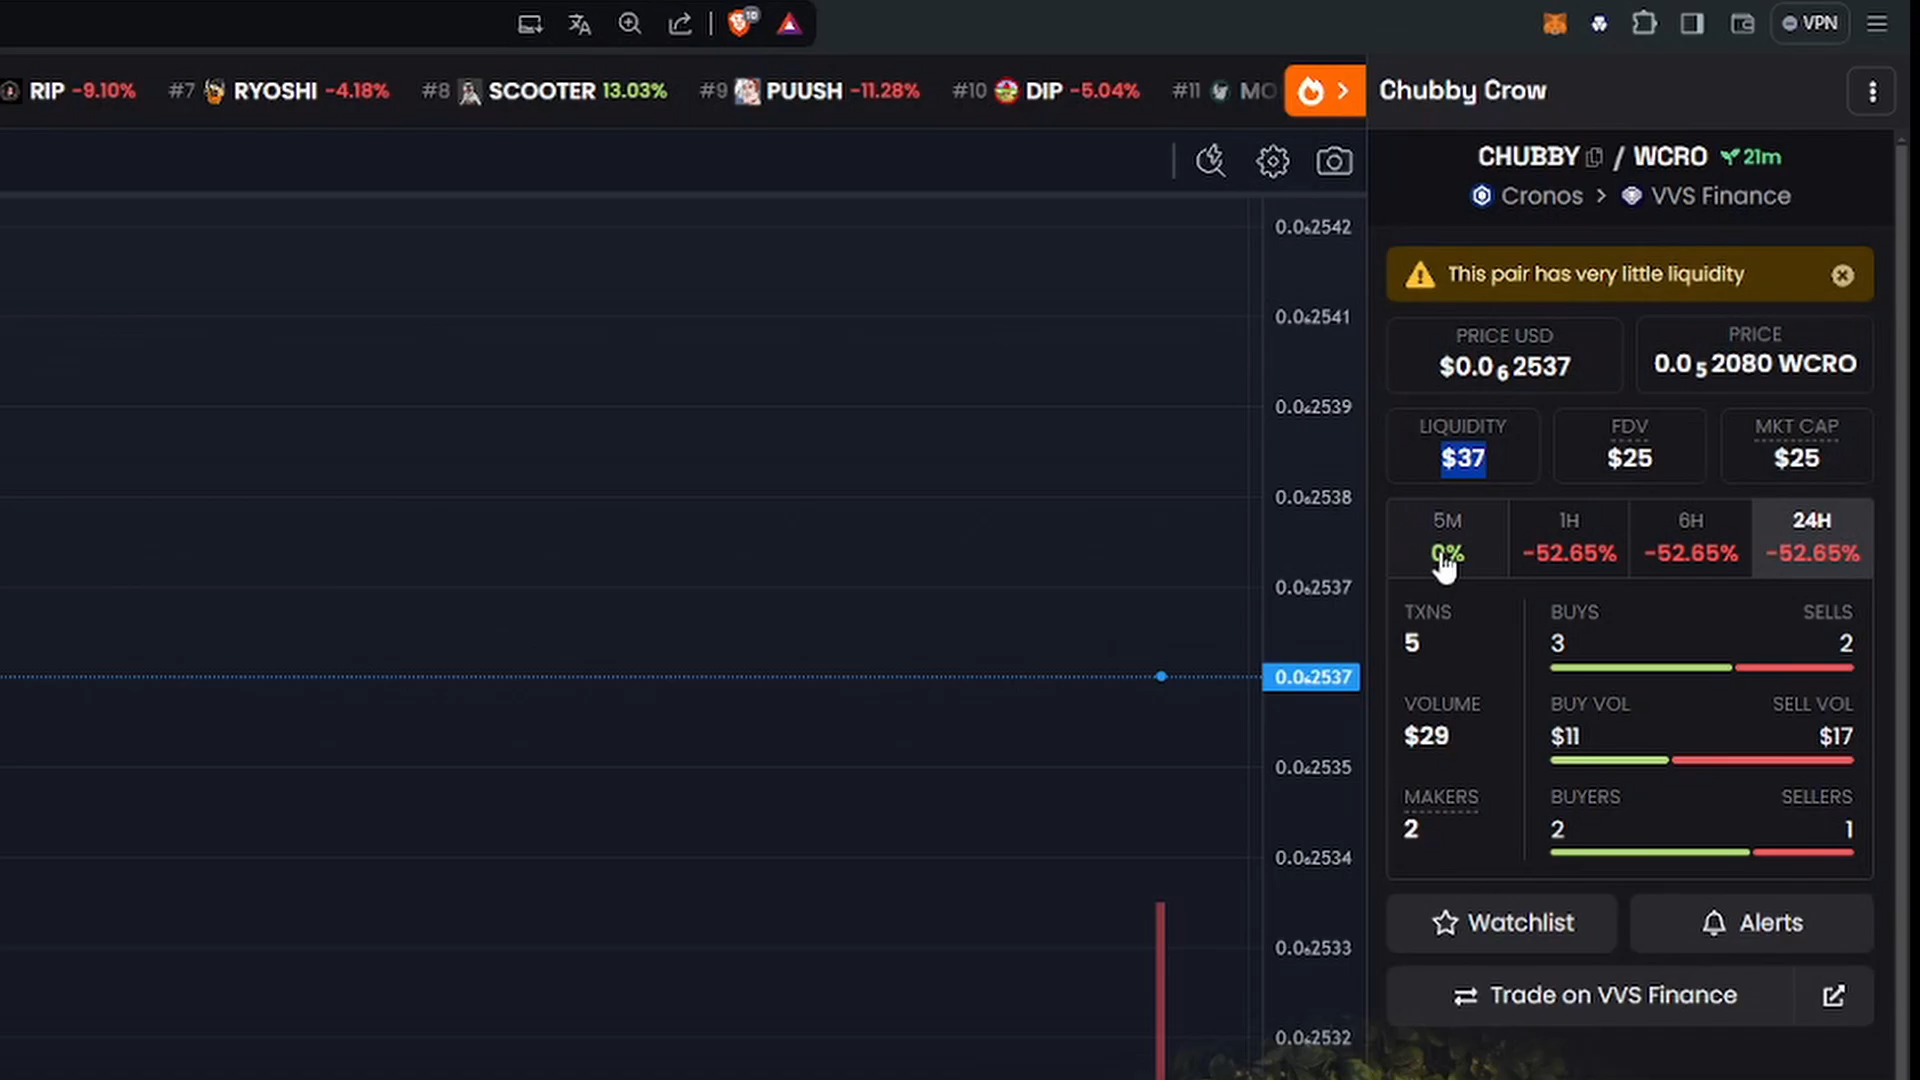 10
VPN
RIP -9.10% #7 RYOSHI -4.18% #8 SCOOTER 13.03% #9 PUUSH -11.28% #10 DIP -5.04% #11 MO
Chubby Crow
CHUBBY / WCRO 21m
Cronos > VVS Finance
This pair has very little liquidity
PRICE USD
$0.0₆2537
PRICE
0.0₅2080 WCRO
LIQUIDITY
$37
FDV
$25
MKT CAP
$25
5M 1H 6H 24H
0% -52.65% -52.65% -52.65%
TXNS
5
BUYS SELLS
3 2
VOLUME
$29
BUY VOL SELL VOL
$11 $17
MAKERS
2
BUYERS SELLERS
2 1
Watchlist
Alerts
Trade on VVS Finance
0.0₆2542
0.0₆2541
0.0₆2539
0.0₆2538
0.0₆2537
0.0₆2537
0.0₆2535
0.0₆2534
0.0₆2533
0.0₆2532